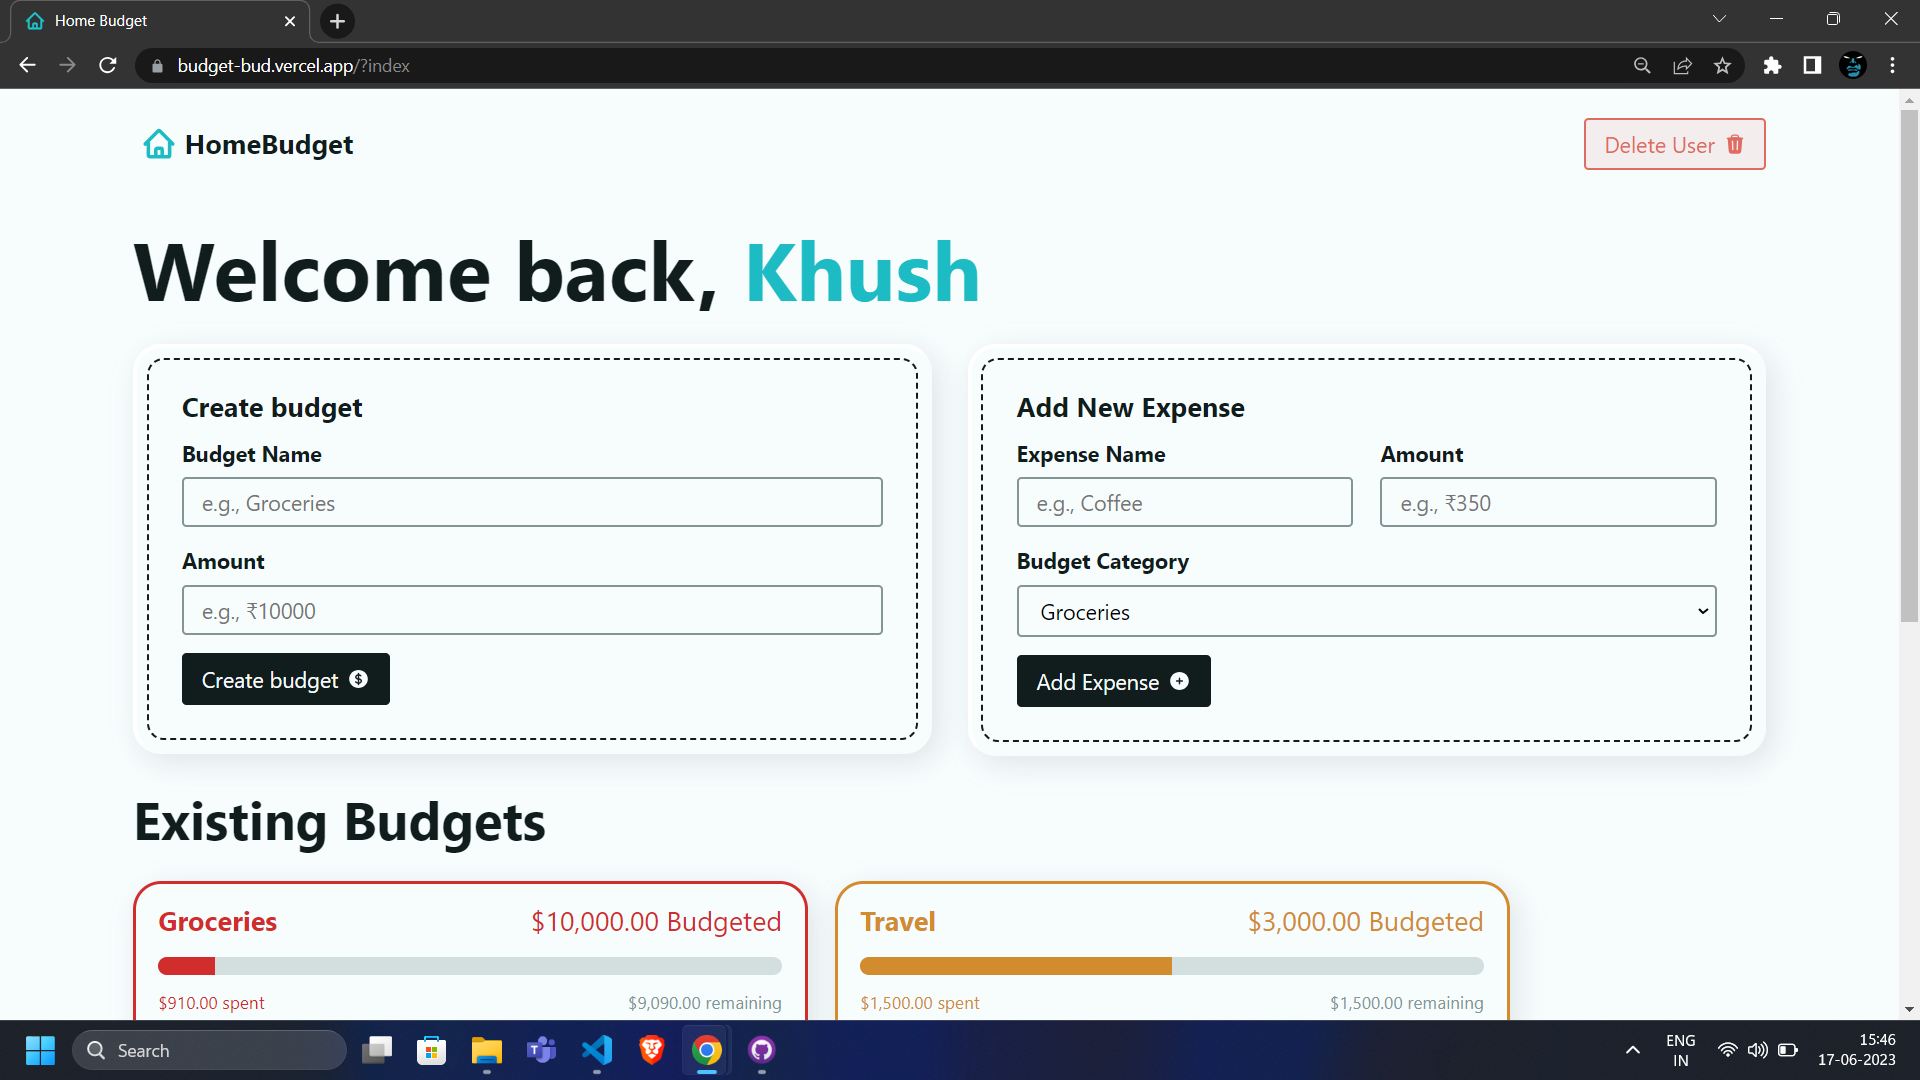 Home Budget
budget-bud.vercel.app/?index
HomeBudget
Delete User
Welcome back, Khush
Create budget
Budget Name
e.g., Groceries
Amount
e.g., ₹10000
Create budget
Add New Expense
Expense Name
Amount
e.g., Coffee
e.g., ₹350
Budget Category
Groceries
Add Expense
Existing Budgets
Groceries
$10,000.00 Budgeted
$910.00 spent
$9,090.00 remaining
Travel
$3,000.00 Budgeted
$1,500.00 spent
$1,500.00 remaining
Search
ENG
IN
15:46
17-06-2023